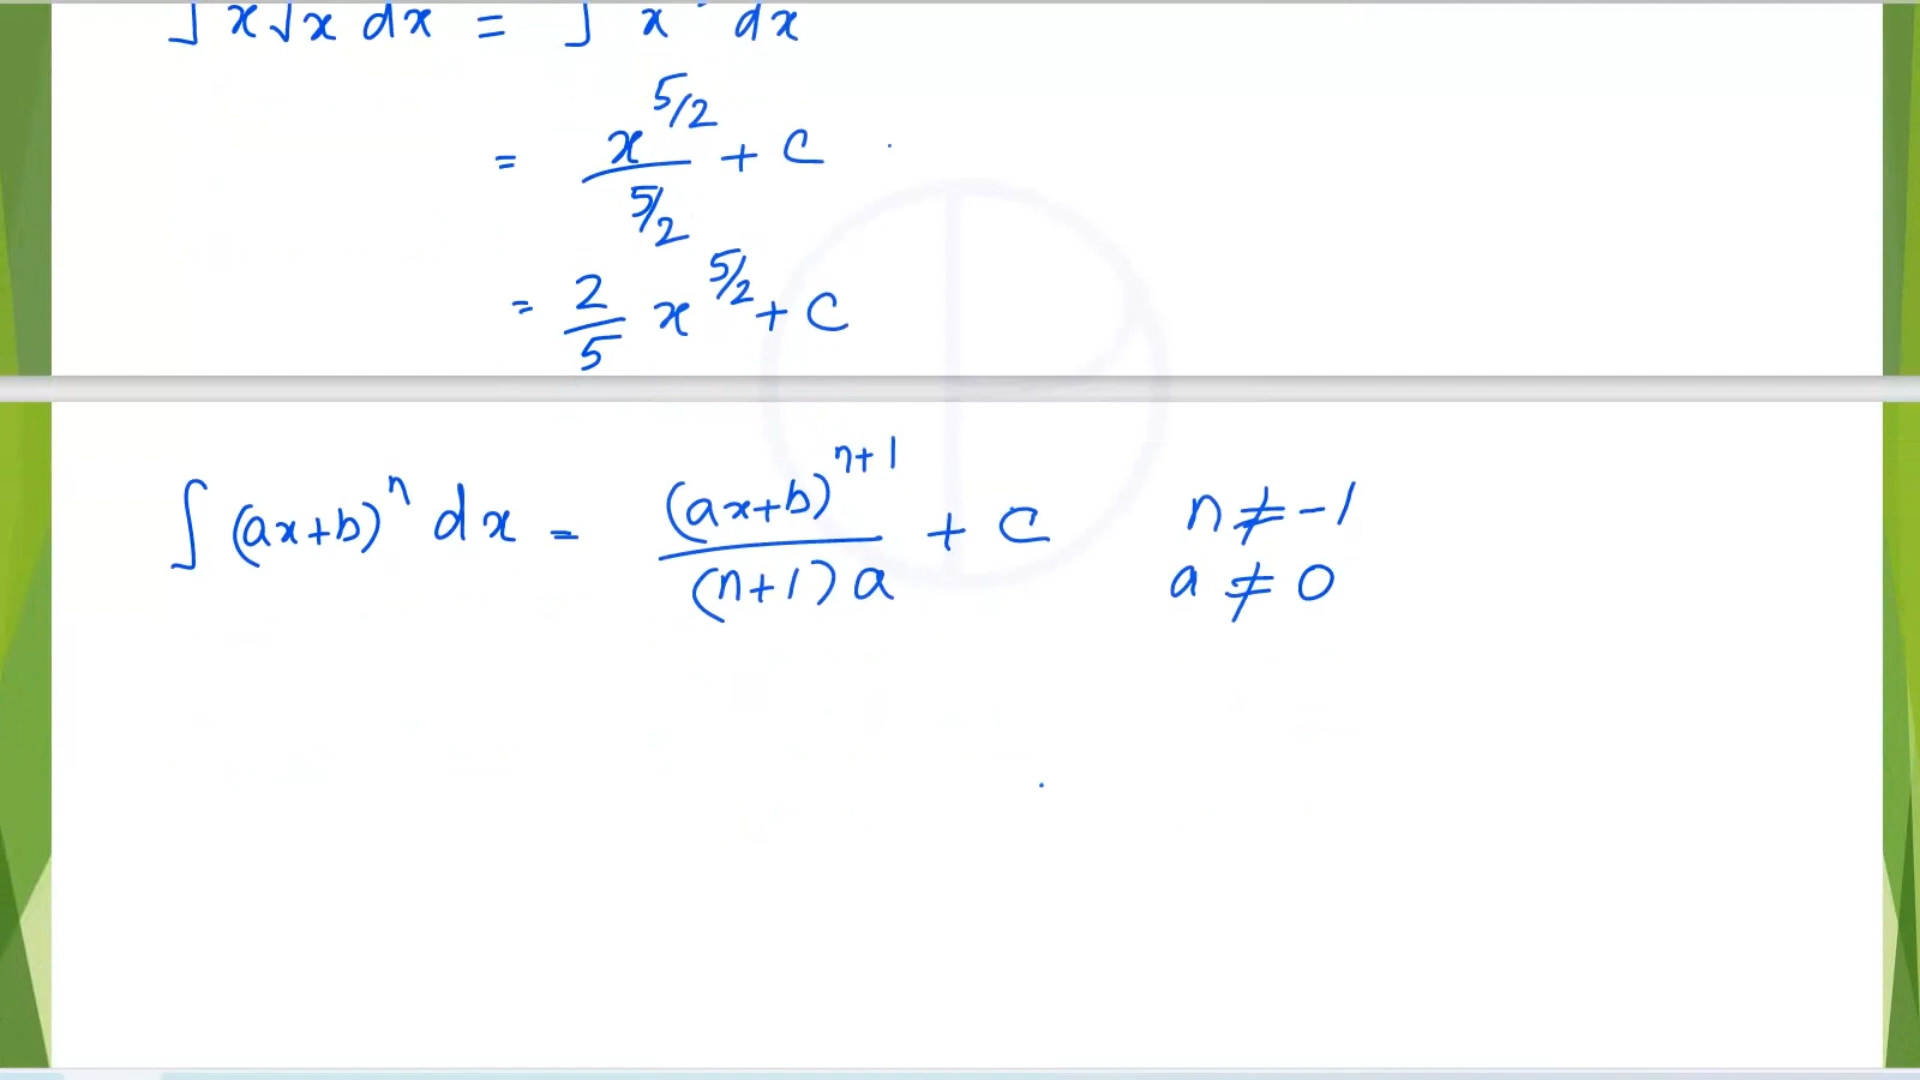 ∫ x√x dx = ∫ x dx
= x^{5/2} / 5/2 + C
= 2/5 x^{5/2} + C
∫ (ax+b)^n dx = (ax+b)^{n+1} / (n+1) a + C n ≠ -1
a ≠ 0